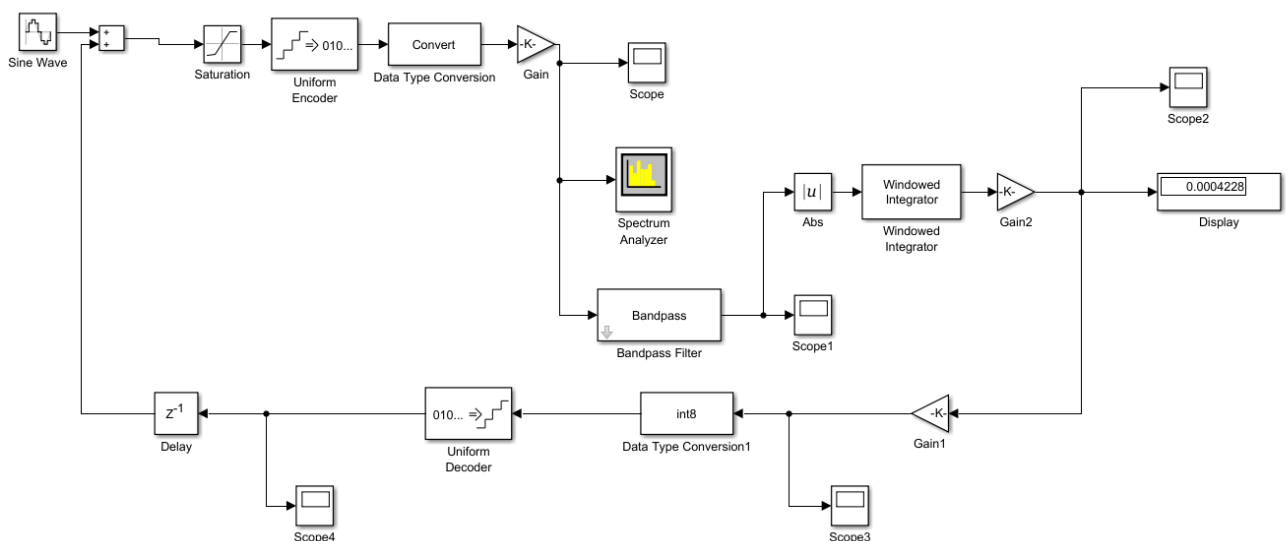 Sine Wave
+
+
Saturation
010...
Uniform
Encoder
Convert
Data Type Conversion
-K-
Gain
Scope
Spectrum
Analyzer
Bandpass
Bandpass Filter
Scope1
|u|
Abs
Windowed
Integrator
Windowed
Integrator
-K-
Gain2
Scope2
0.0004228
Display
-K-
Gain1
int8
Data Type Conversion1
Scope3
010...
Uniform
Decoder
Scope4
z-1
Delay